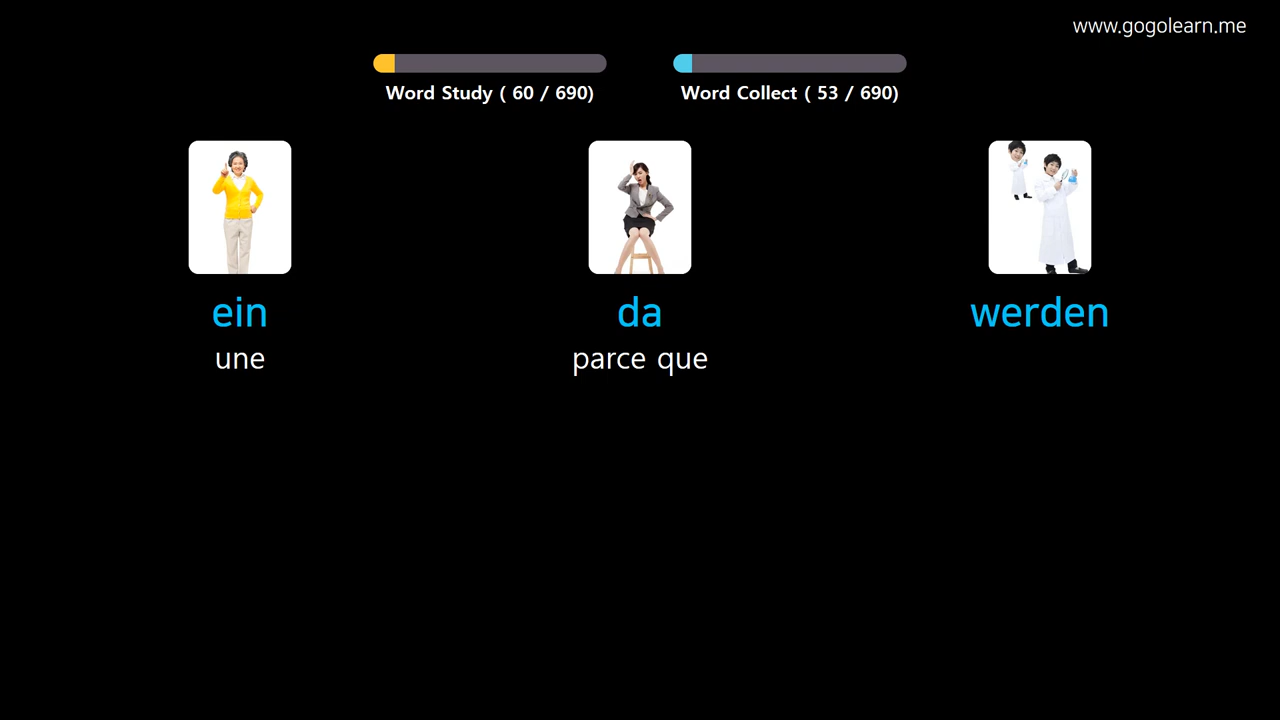 www.gogolearn.me
Word Study ( 60 / 690)
Word Collect ( 53 / 690)
ein
da
werden
une
parce que